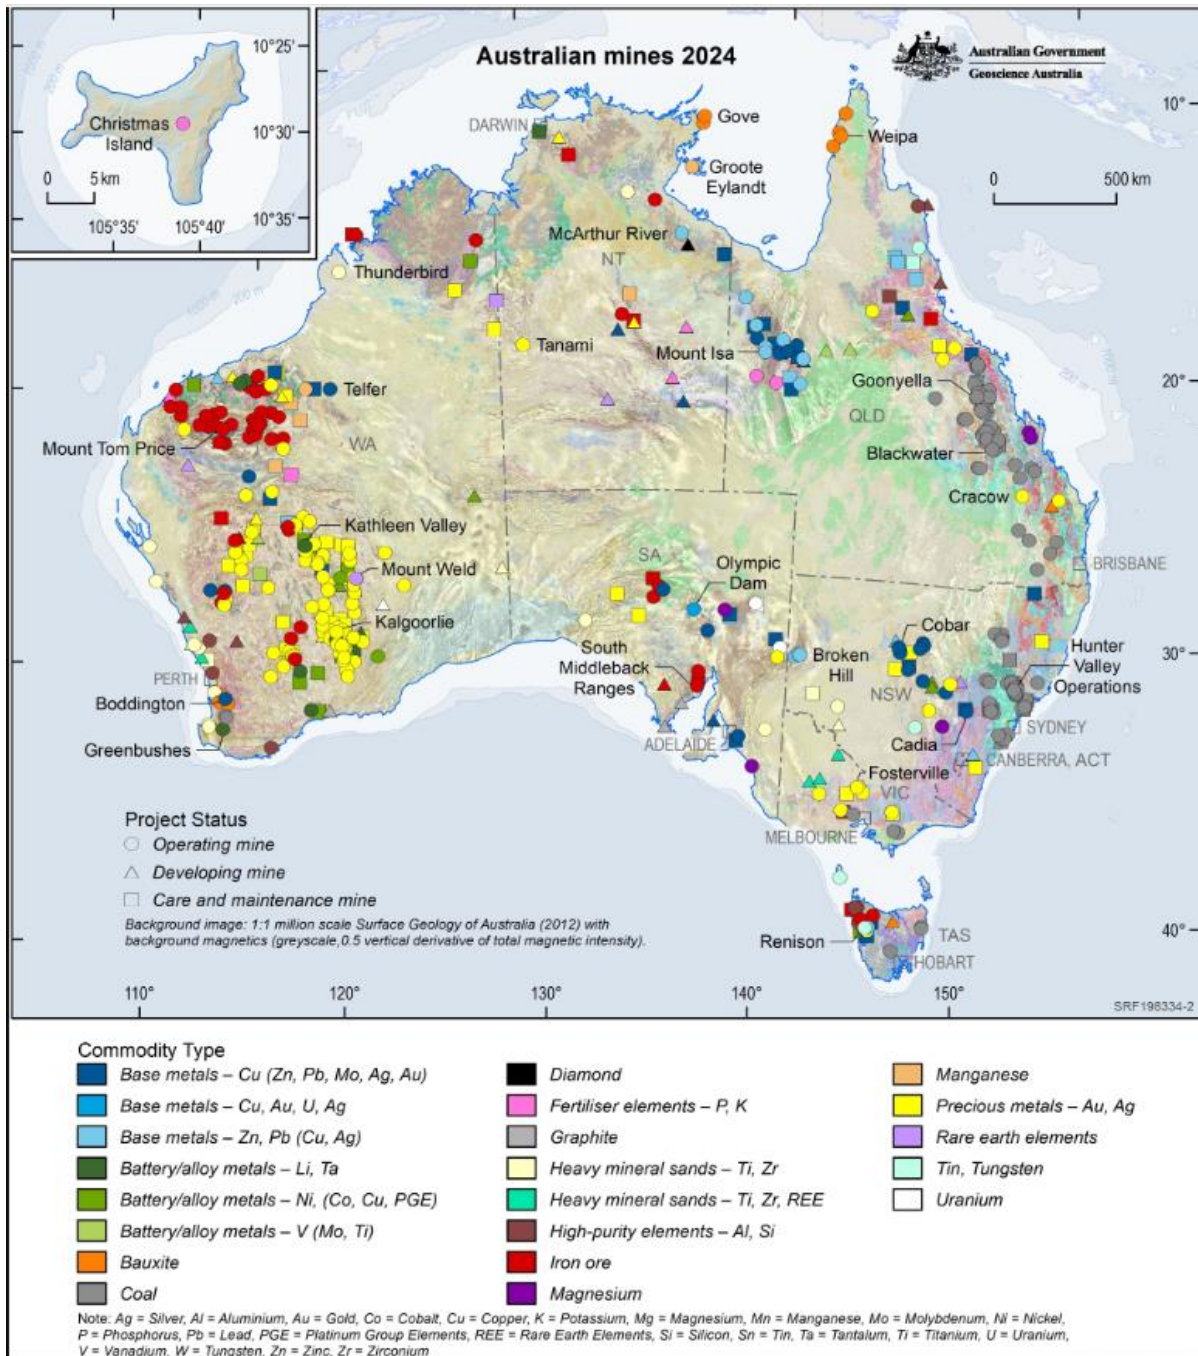 Australian mines 2024
Australian Government
Geoscience Australia
10°25'
10°30'
10°35'
105°35'
105°40'
Christmas
Island
0
5 km
200 m
DARWIN
Gove
Weipa
Groote
Eylandt
0
500 km
10°
McArthur River
NT
Thunderbird
Tanami
Mount Isa
Goonyella
20°
Telfer
QLD
Mount Tom Price
WA
Blackwater
Cracow
Kathleen Valley
SA
Olympic
Dam
BRISBANE
Mount Weld
Kalgoorlie
Cobar
South
Middleback
Ranges
Broken
Hill
Hunter
Valley
Operations
30°
30°
PERTH
NSW
Boddington
SYDNEY
Greenbushes
ADELAIDE
Cadia
CANBERRA, ACT
Fosterville
VIC
MELBOURNE
Project Status
Operating mine
Developing mine
Care and maintenance mine
Background image: 1:1 million scale Surface Geology of Australia (2012) with
background magnetics (greyscale,0.5 vertical derivative of total magnetic intensity).
Renison
TAS
HOBART
40°
40°
110°
120°
130°
140°
150°
SRF198334-2
Commodity Type
Base metals – Cu (Zn, Pb, Mo, Ag, Au)
Base metals – Cu, Au, U, Ag
Base metals – Zn, Pb (Cu, Ag)
Battery/alloy metals – Li, Ta
Battery/alloy metals – Ni, (Co, Cu, PGE)
Battery/alloy metals – V (Mo, Ti)
Bauxite
Coal
Diamond
Fertiliser elements – P, K
Graphite
Heavy mineral sands – Ti, Zr
Heavy mineral sands – Ti, Zr, REE
High-purity elements – Al, Si
Iron ore
Magnesium
Manganese
Precious metals – Au, Ag
Rare earth elements
Tin, Tungsten
Uranium
Note: Ag = Silver, Al = Aluminium, Au = Gold, Co = Cobalt, Cu = Copper, K = Potassium, Mg = Magnesium, Mn = Manganese, Mo = Molybdenum, Ni = Nickel,
P = Phosphorus, Pb = Lead, PGE = Platinum Group Elements, REE = Rare Earth Elements, Si = Silicon, Sn = Tin, Ta = Tantalum, Ti = Titanium, U = Uranium,
V = Vanadium, W = Tungsten, Zn = Zinc, Zr = Zirconium